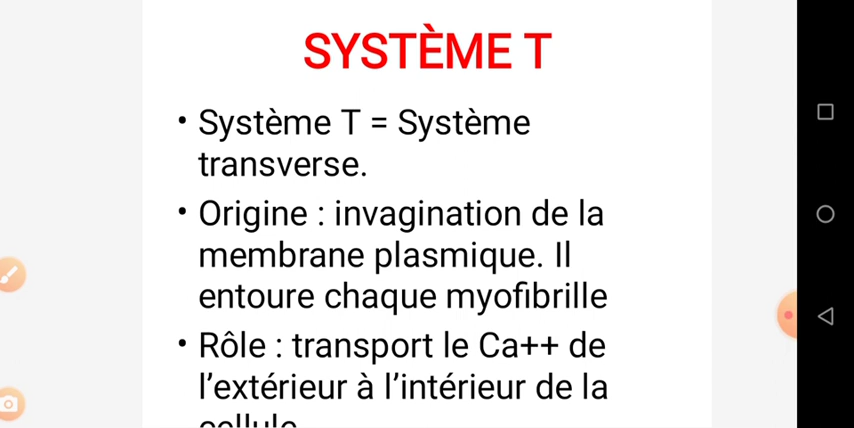 SYSTÈME T
• Système T = Système
transverse.
• Origine : invagination de la
membrane plasmique. Il
entoure chaque myofibrille
• Rôle : transport le Ca++ de
l’extérieur à l’intérieur de la
cellule